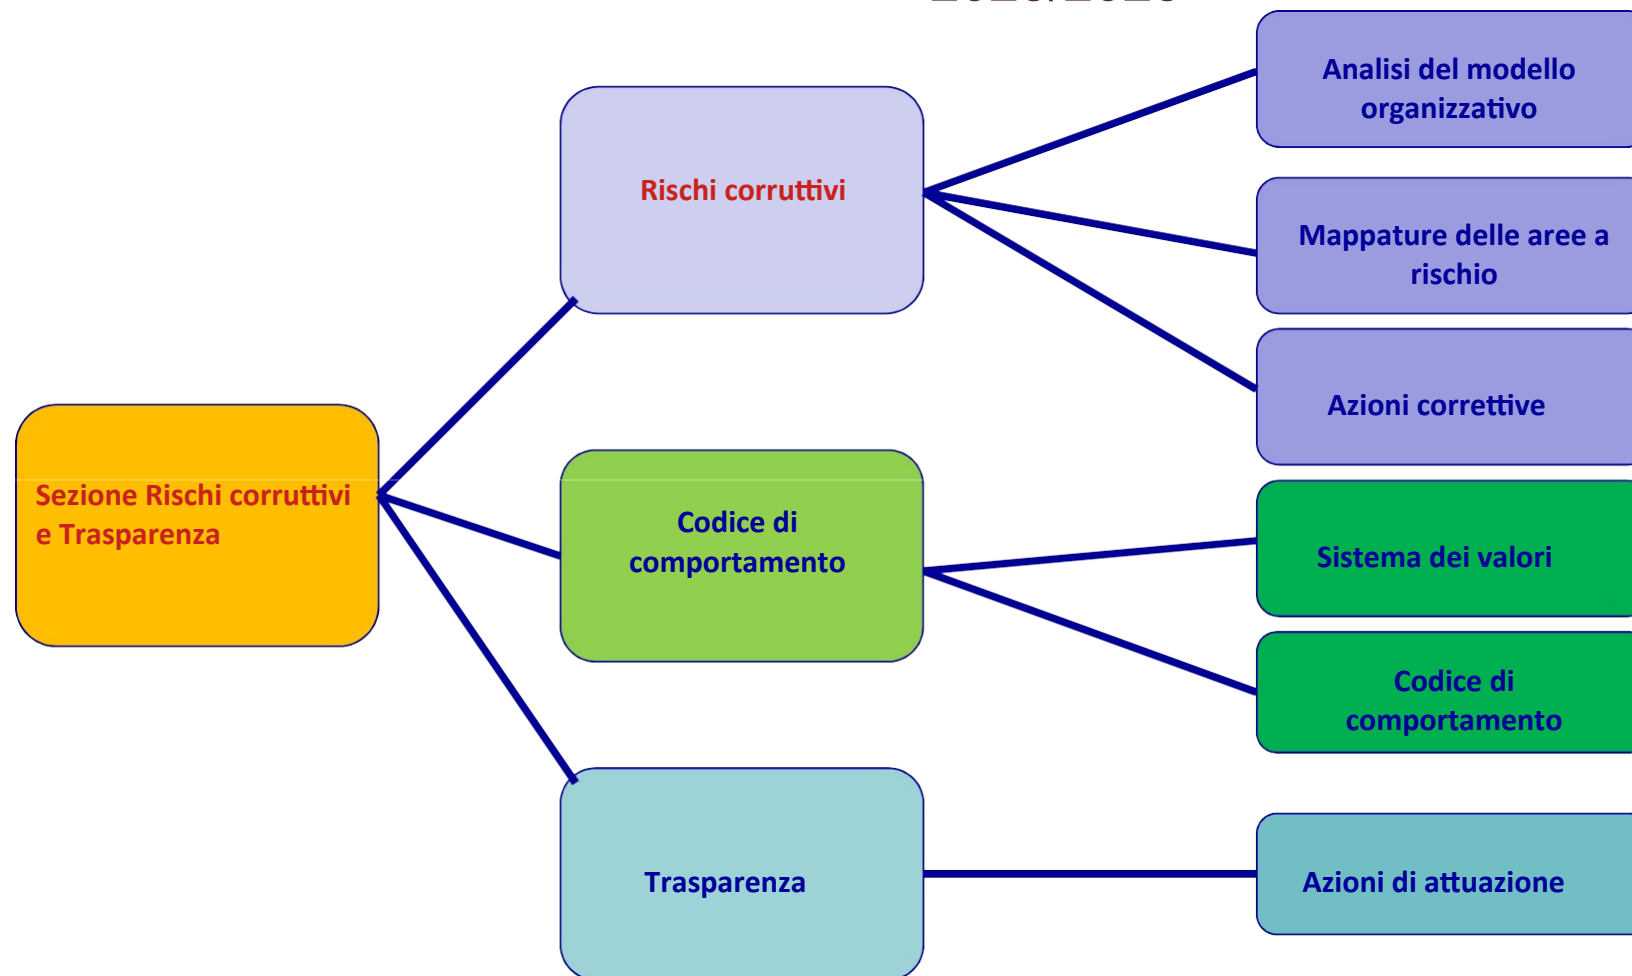 Analisi del modello
organizzativo
Rischi corruttivi
Mappature delle aree a
rischio
Azioni correttive
Sezione Rischi corruttivi
e Trasparenza
Codice di
comportamento
Sistema dei valori
Codice di
comportamento
Trasparenza
Azioni di attuazione